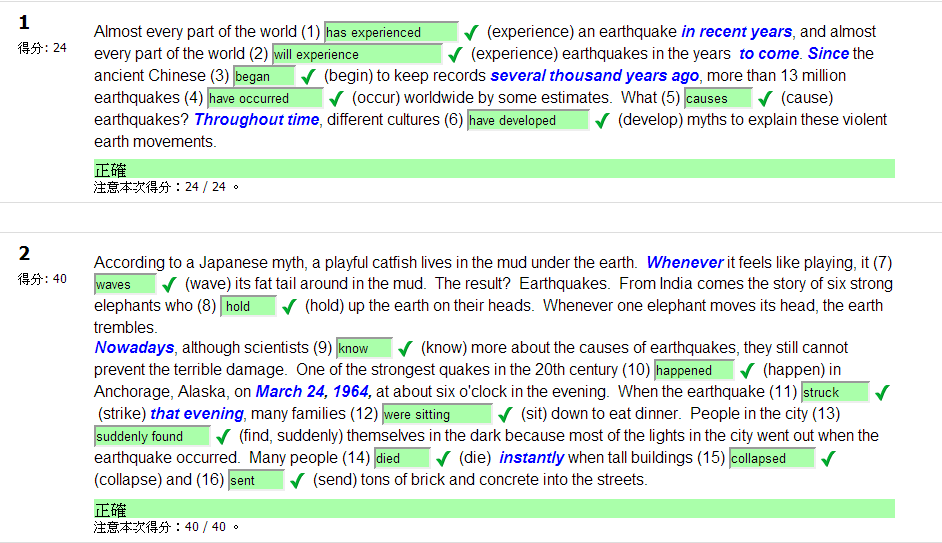 1
得分: 24
Almost every part of the world (1) has experienced (experience) an earthquake in recent years, and almost
every part of the world (2) will experience (experience) earthquakes in the years to come. Since the
ancient Chinese (3) began (begin) to keep records several thousand years ago, more than 13 million
earthquakes (4) have occurred (occur) worldwide by some estimates. What (5) causes (cause)
earthquakes? Throughout time, different cultures (6) have developed (develop) myths to explain these violent
earth movements.
正確
注意本次得分：24 / 24 。
2
得分: 40
According to a Japanese myth, a playful catfish lives in the mud under the earth. Whenever it feels like playing, it (7)
waves (wave) its fat tail around in the mud. The result? Earthquakes. From India comes the story of six strong
elephants who (8) hold (hold) up the earth on their heads. Whenever one elephant moves its head, the earth
trembles.
Nowadays, although scientists (9) know (know) more about the causes of earthquakes, they still cannot
prevent the terrible damage. One of the strongest quakes in the 20th century (10) happened (happen) in
Anchorage, Alaska, on March 24, 1964, at about six o'clock in the evening. When the earthquake (11) struck
(strike) that evening, many families (12) were sitting (sit) down to eat dinner. People in the city (13)
suddenly found (find, suddenly) themselves in the dark because most of the lights in the city went out when the
earthquake occurred. Many people (14) died (die) instantly when tall buildings (15) collapsed
(collapse) and (16) sent (send) tons of brick and concrete into the streets.
正確
注意本次得分：40 / 40 。